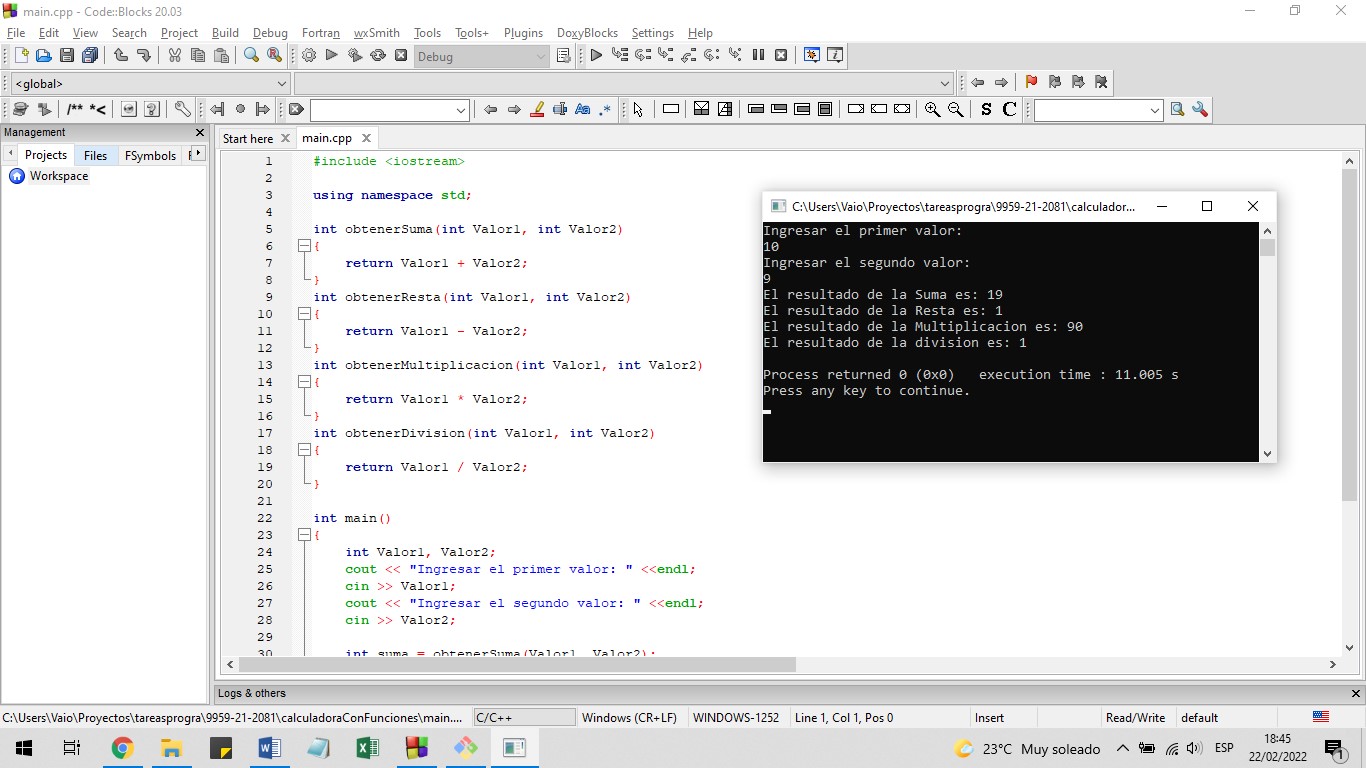 main.cpp - Code::Blocks 20.03
File Edit View Search Project Build Debug Fortran wxSmith Tools Tools+ Plugins DoxyBlocks Settings Help
Debug
<global>
/** *<
Aa .*
S C
Management
Projects Files FSymbols
Workspace
Start here main.cpp
1 #include <iostream>
2
3 using namespace std;
4
5 int obtenerSuma(int Valor1, int Valor2)
6 {
7 return Valor1 + Valor2;
8 }
9 int obtenerResta(int Valor1, int Valor2)
10 {
11 return Valor1 - Valor2;
12 }
13 int obtenerMultiplicacion(int Valor1, int Valor2)
14 {
15 return Valor1 * Valor2;
16 }
17 int obtenerDivision(int Valor1, int Valor2)
18 {
19 return Valor1 / Valor2;
20 }
21
22 int main()
23 {
24 int Valor1, Valor2;
25 cout << "Ingresar el primer valor: " <<endl;
26 cin >> Valor1;
27 cout << "Ingresar el segundo valor: " <<endl;
28 cin >> Valor2;
29
30 int suma = obtenerSuma(Valor1, Valor2);
C:\Users\Vaio\Proyectos\tareasprogra\9959-21-2081\calculador...
Ingresar el primer valor:
10
Ingresar el segundo valor:
9
El resultado de la Suma es: 19
El resultado de la Resta es: 1
El resultado de la Multiplicacion es: 90
El resultado de la division es: 1
Process returned 0 (0x0) execution time : 11.005 s
Press any key to continue.
Logs & others
C:\Users\Vaio\Proyectos\tareasprogra\9959-21-2081\calculadoraConFunciones\main.... C/C++ Windows (CR+LF) WINDOWS-1252 Line 1, Col 1, Pos 0 Insert Read/Write default
23°C Muy soleado ESP 18:45
22/02/2022
1